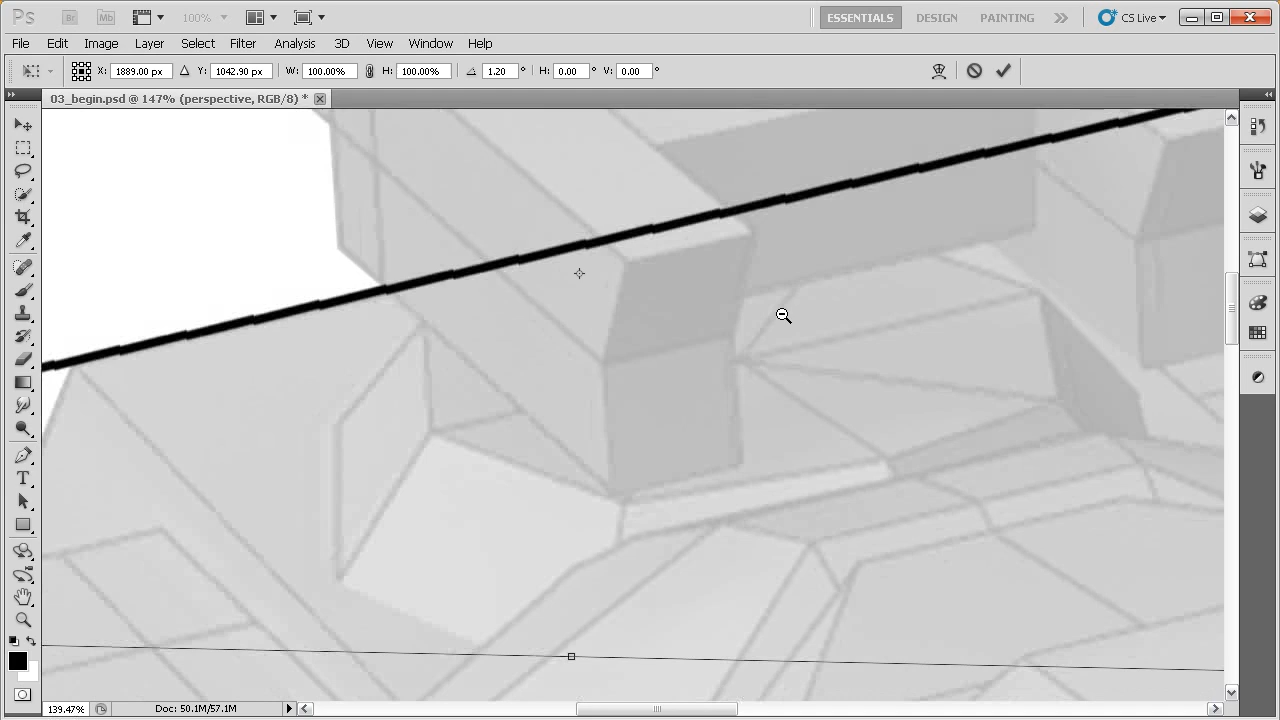 Ps Br Mb 100% ESSENTIALS DESIGN PAINTING CS Live
File Edit Image Layer Select Filter Analysis 3D View Window Help
X: 1889.00 px Y: 1042.90 px W: 100.00% H: 100.00% 1.20 ° H: 0.00 ° V: 0.00 °
03_begin.psd @ 147% (perspective, RGB/8) *
T
139.47% Doc: 50.1M/57.1M